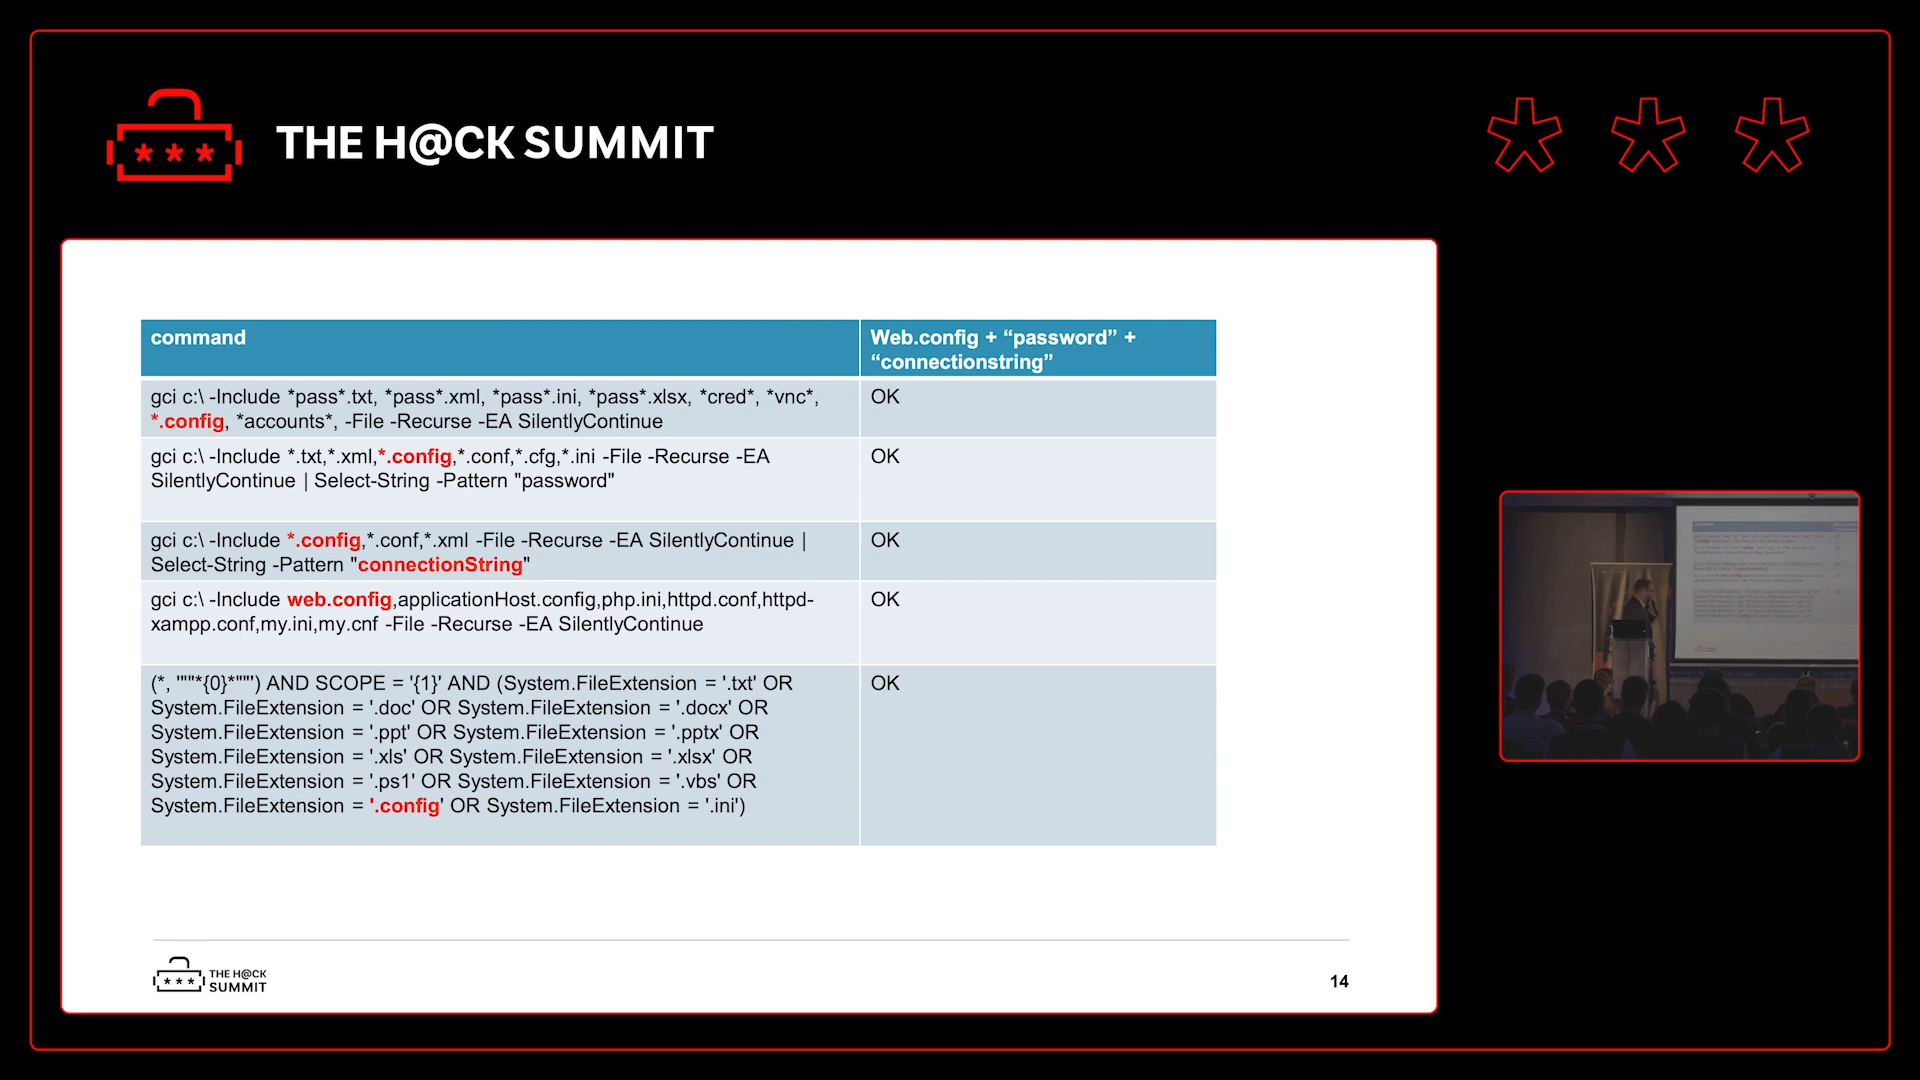 THE H@CK SUMMIT
command
Web.config + “password” +
“connectionstring”
gci c:\ -Include *pass*.txt, *pass*.xml, *pass*.ini, *pass*.xlsx, *cred*, *vnc*,
*.config, *accounts*, -File -Recurse -EA SilentlyContinue
OK
gci c:\ -Include *.txt,*.xml,*.config,*.conf,*.cfg,*.ini -File -Recurse -EA
SilentlyContinue | Select-String -Pattern "password"
OK
gci c:\ -Include *.config,*.conf,*.xml -File -Recurse -EA SilentlyContinue |
Select-String -Pattern "connectionString"
OK
gci c:\ -Include web.config,applicationHost.config,php.ini,httpd.conf,httpd-
xampp.conf,my.ini,my.cnf -File -Recurse -EA SilentlyContinue
OK
(*, '"""*{0}*"""') AND SCOPE = '{1}' AND (System.FileExtension = '.txt' OR
System.FileExtension = '.doc' OR System.FileExtension = '.docx' OR
System.FileExtension = '.ppt' OR System.FileExtension = '.pptx' OR
System.FileExtension = '.xls' OR System.FileExtension = '.xlsx' OR
System.FileExtension = '.ps1' OR System.FileExtension = '.vbs' OR
System.FileExtension = '.config' OR System.FileExtension = '.ini')
OK
THE H@CK
SUMMIT
14